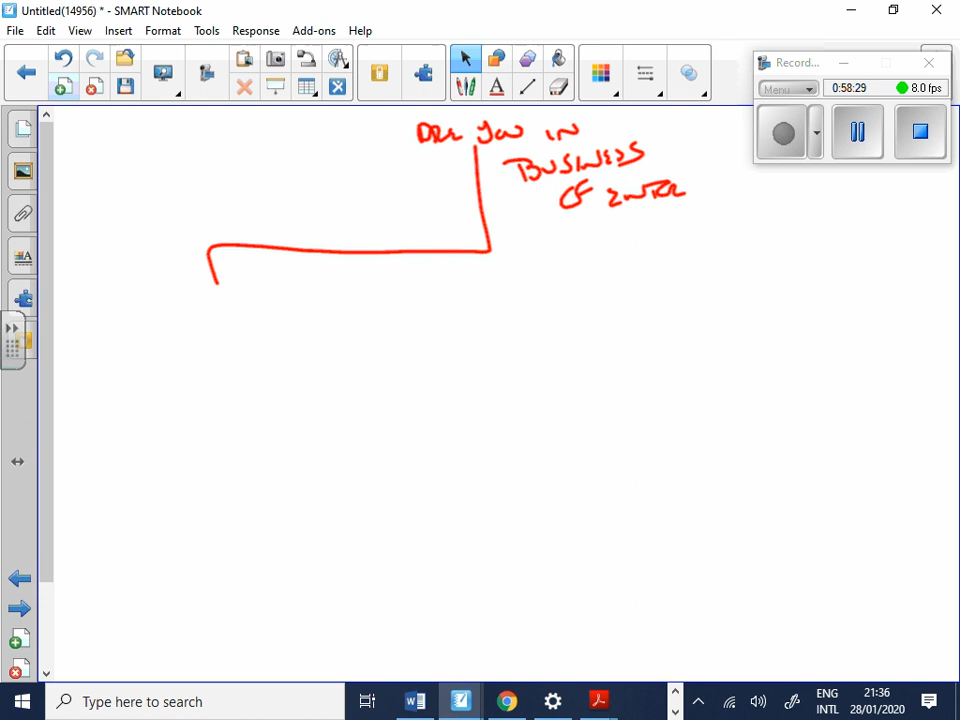 Untitled(14956) * - SMART Notebook
File Edit View Insert Format Tools Response Add-ons Help
Record...
Menu 0:58:29 8.0 fps
You in
Business
of
Type here to search
ENG 21:36
INTL 28/01/2020